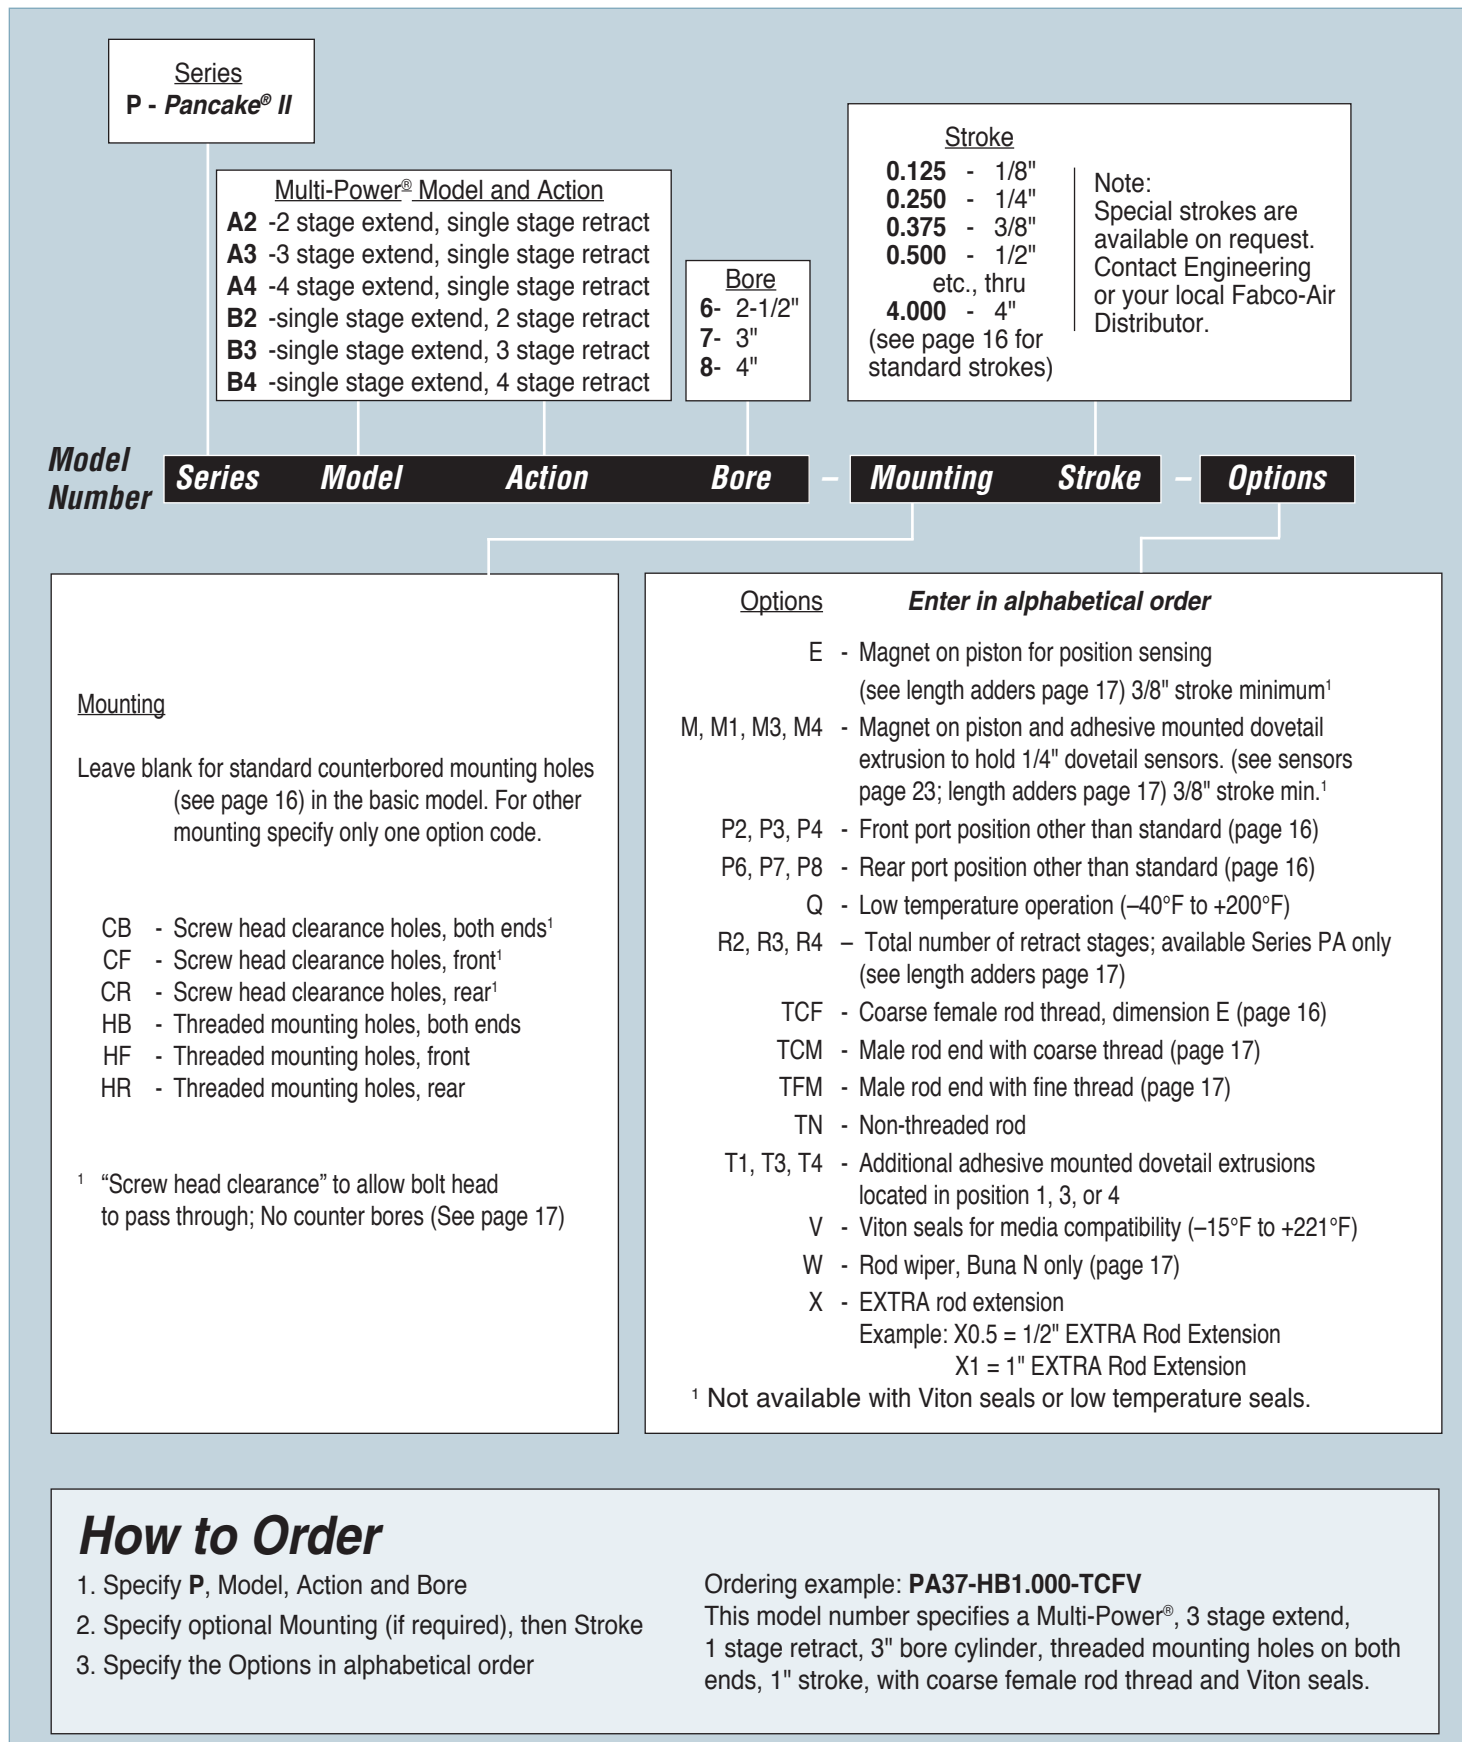 Series
P - Pancake® II
Multi-Power® Model and Action
A2 -2 stage extend, single stage retract
A3 -3 stage extend, single stage retract
A4 -4 stage extend, single stage retract
B2 -single stage extend, 2 stage retract
B3 -single stage extend, 3 stage retract
B4 -single stage extend, 4 stage retract
Bore
6- 2-1/2"
7- 3"
8- 4"
Stroke
0.125 - 1/8"
0.250 - 1/4"
0.375 - 3/8"
0.500 - 1/2"
etc., thru
4.000 - 4"
(see page 16 for
standard strokes)
Note:
Special strokes are
available on request.
Contact Engineering
or your local Fabco-Air
Distributor.
Model
Number
Series Model Action Bore – Mounting Stroke – Options
Mounting
Leave blank for standard counterbored mounting holes
(see page 16) in the basic model. For other
mounting specify only one option code.
CB - Screw head clearance holes, both ends¹
CF - Screw head clearance holes, front¹
CR - Screw head clearance holes, rear¹
HB - Threaded mounting holes, both ends
HF - Threaded mounting holes, front
HR - Threaded mounting holes, rear
¹ “Screw head clearance” to allow bolt head
to pass through; No counter bores (See page 17)
Options Enter in alphabetical order
E - Magnet on piston for position sensing
(see length adders page 17) 3/8" stroke minimum¹
M, M1, M3, M4 - Magnet on piston and adhesive mounted dovetail
extrusion to hold 1/4" dovetail sensors. (see sensors
page 23; length adders page 17) 3/8" stroke min.¹
P2, P3, P4 - Front port position other than standard (page 16)
P6, P7, P8 - Rear port position other than standard (page 16)
Q - Low temperature operation (–40°F to +200°F)
R2, R3, R4 – Total number of retract stages; available Series PA only
(see length adders page 17)
TCF - Coarse female rod thread, dimension E (page 16)
TCM - Male rod end with coarse thread (page 17)
TFM - Male rod end with fine thread (page 17)
TN - Non-threaded rod
T1, T3, T4 - Additional adhesive mounted dovetail extrusions
located in position 1, 3, or 4
V - Viton seals for media compatibility (–15°F to +221°F)
W - Rod wiper, Buna N only (page 17)
X - EXTRA rod extension
Example: X0.5 = 1/2" EXTRA Rod Extension
X1 = 1" EXTRA Rod Extension
¹ Not available with Viton seals or low temperature seals.
How to Order
1. Specify P, Model, Action and Bore
2. Specify optional Mounting (if required), then Stroke
3. Specify the Options in alphabetical order
Ordering example: PA37-HB1.000-TCFV
This model number specifies a Multi-Power®, 3 stage extend,
1 stage retract, 3" bore cylinder, threaded mounting holes on both
ends, 1" stroke, with coarse female rod thread and Viton seals.